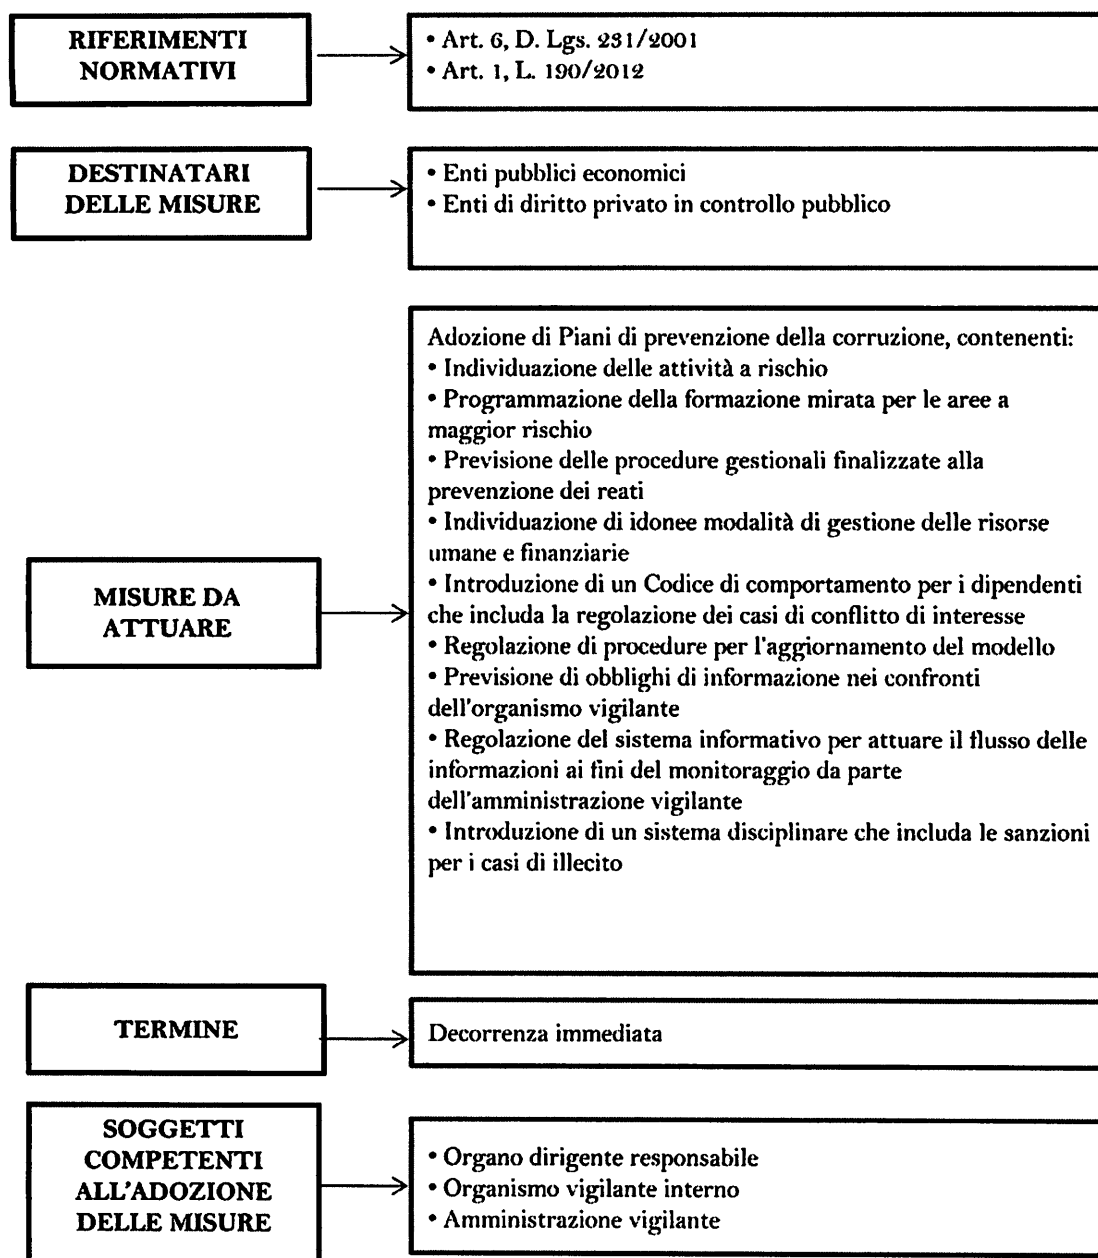 RIFERIMENTI
NORMATIVI
• Art. 6, D. Lgs. 231/2001
• Art. 1, L. 190/2012
DESTINATARI
DELLE MISURE
• Enti pubblici economici
• Enti di diritto privato in controllo pubblico
MISURE DA
ATTUARE
Adozione di Piani di prevenzione della corruzione, contenenti:
• Individuazione delle attività a rischio
• Programmazione della formazione mirata per le aree a
maggior rischio
• Previsione delle procedure gestionali finalizzate alla
prevenzione dei reati
• Individuazione di idonee modalità di gestione delle risorse
umane e finanziarie
• Introduzione di un Codice di comportamento per i dipendenti
che includa la regolazione dei casi di conflitto di interesse
• Regolazione di procedure per l'aggiornamento del modello
• Previsione di obblighi di informazione nei confronti
dell'organismo vigilante
• Regolazione del sistema informativo per attuare il flusso delle
informazioni ai fini del monitoraggio da parte
dell'amministrazione vigilante
• Introduzione di un sistema disciplinare che includa le sanzioni
per i casi di illecito
TERMINE
Decorrenza immediata
SOGGETTI
COMPETENTI
ALL'ADOZIONE
DELLE MISURE
• Organo dirigente responsabile
• Organismo vigilante interno
• Amministrazione vigilante